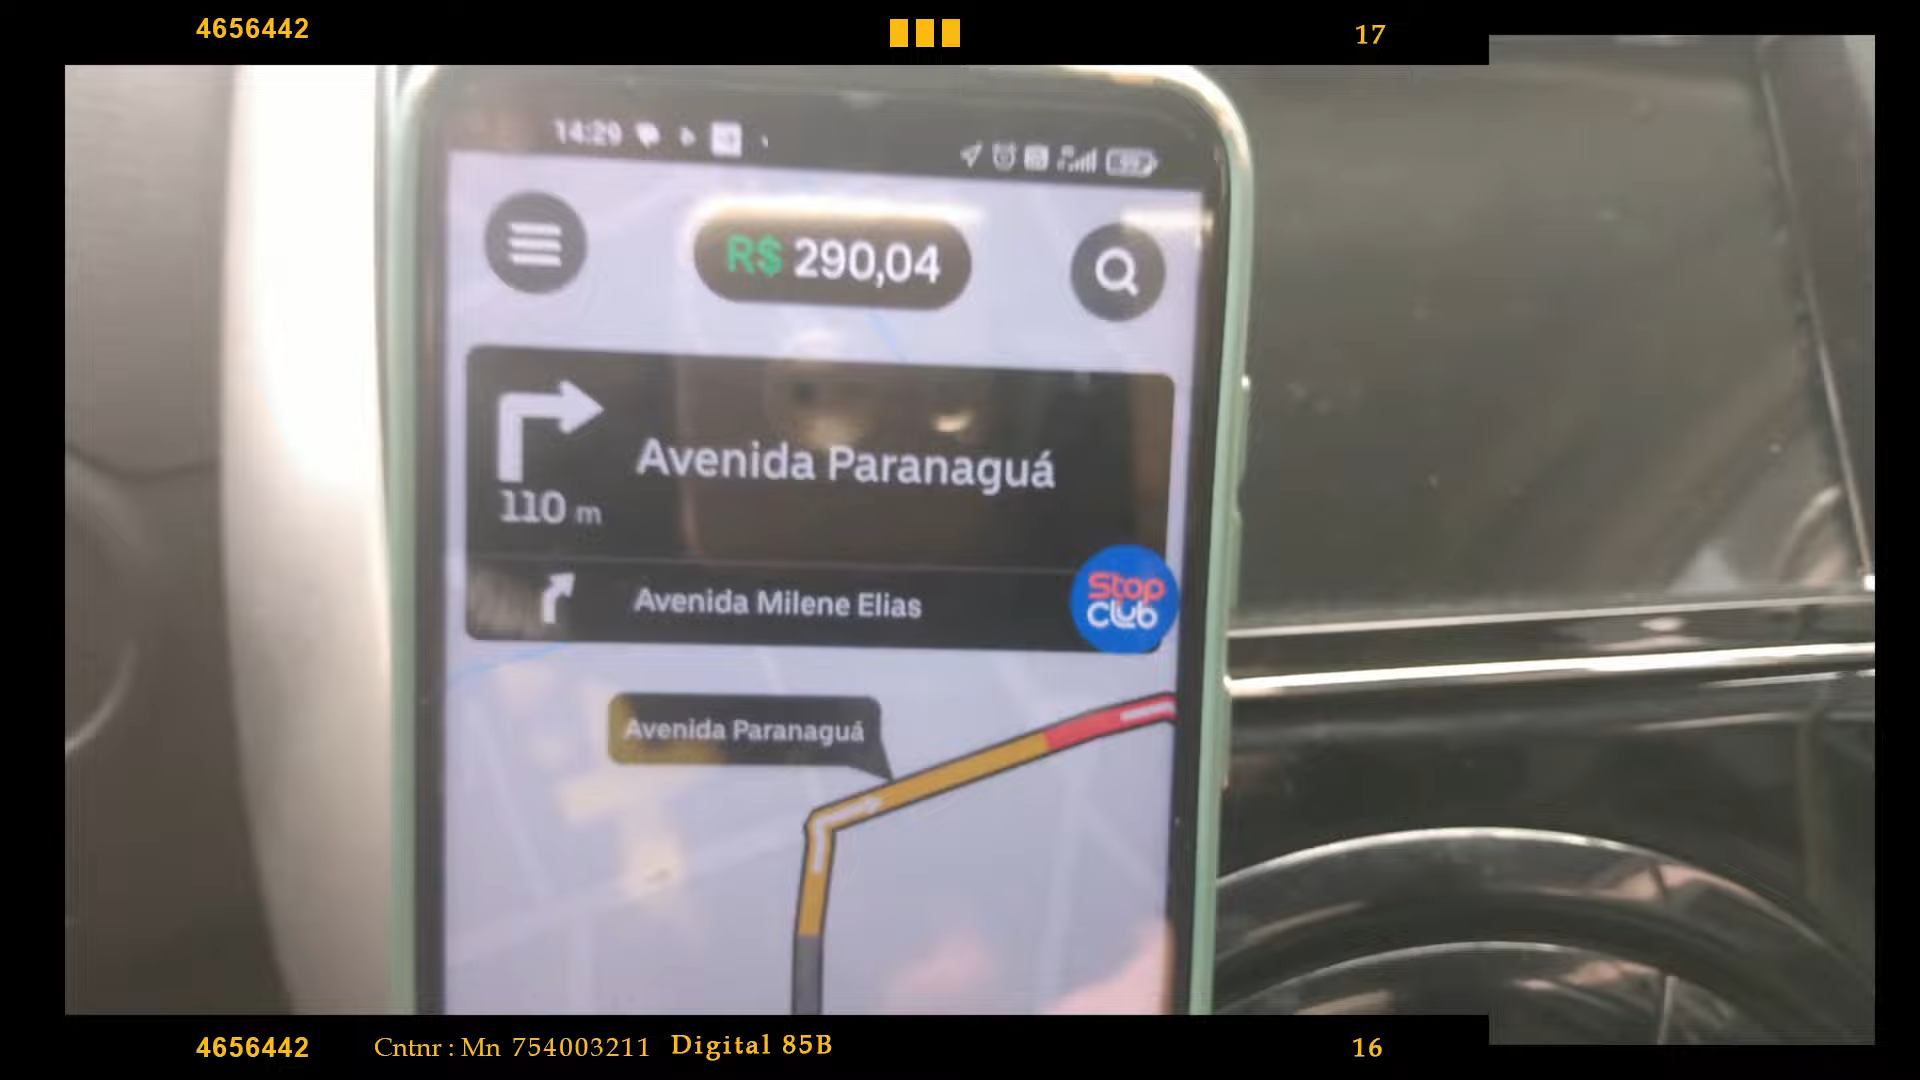 4656442
17
14:29
R$ 290,04
Avenida Paranaguá
110 m
Avenida Milene Elias
Stop
Club
Avenida Paranaguá
4656442 Cntnr : Mn 754003211 Digital 85B 16